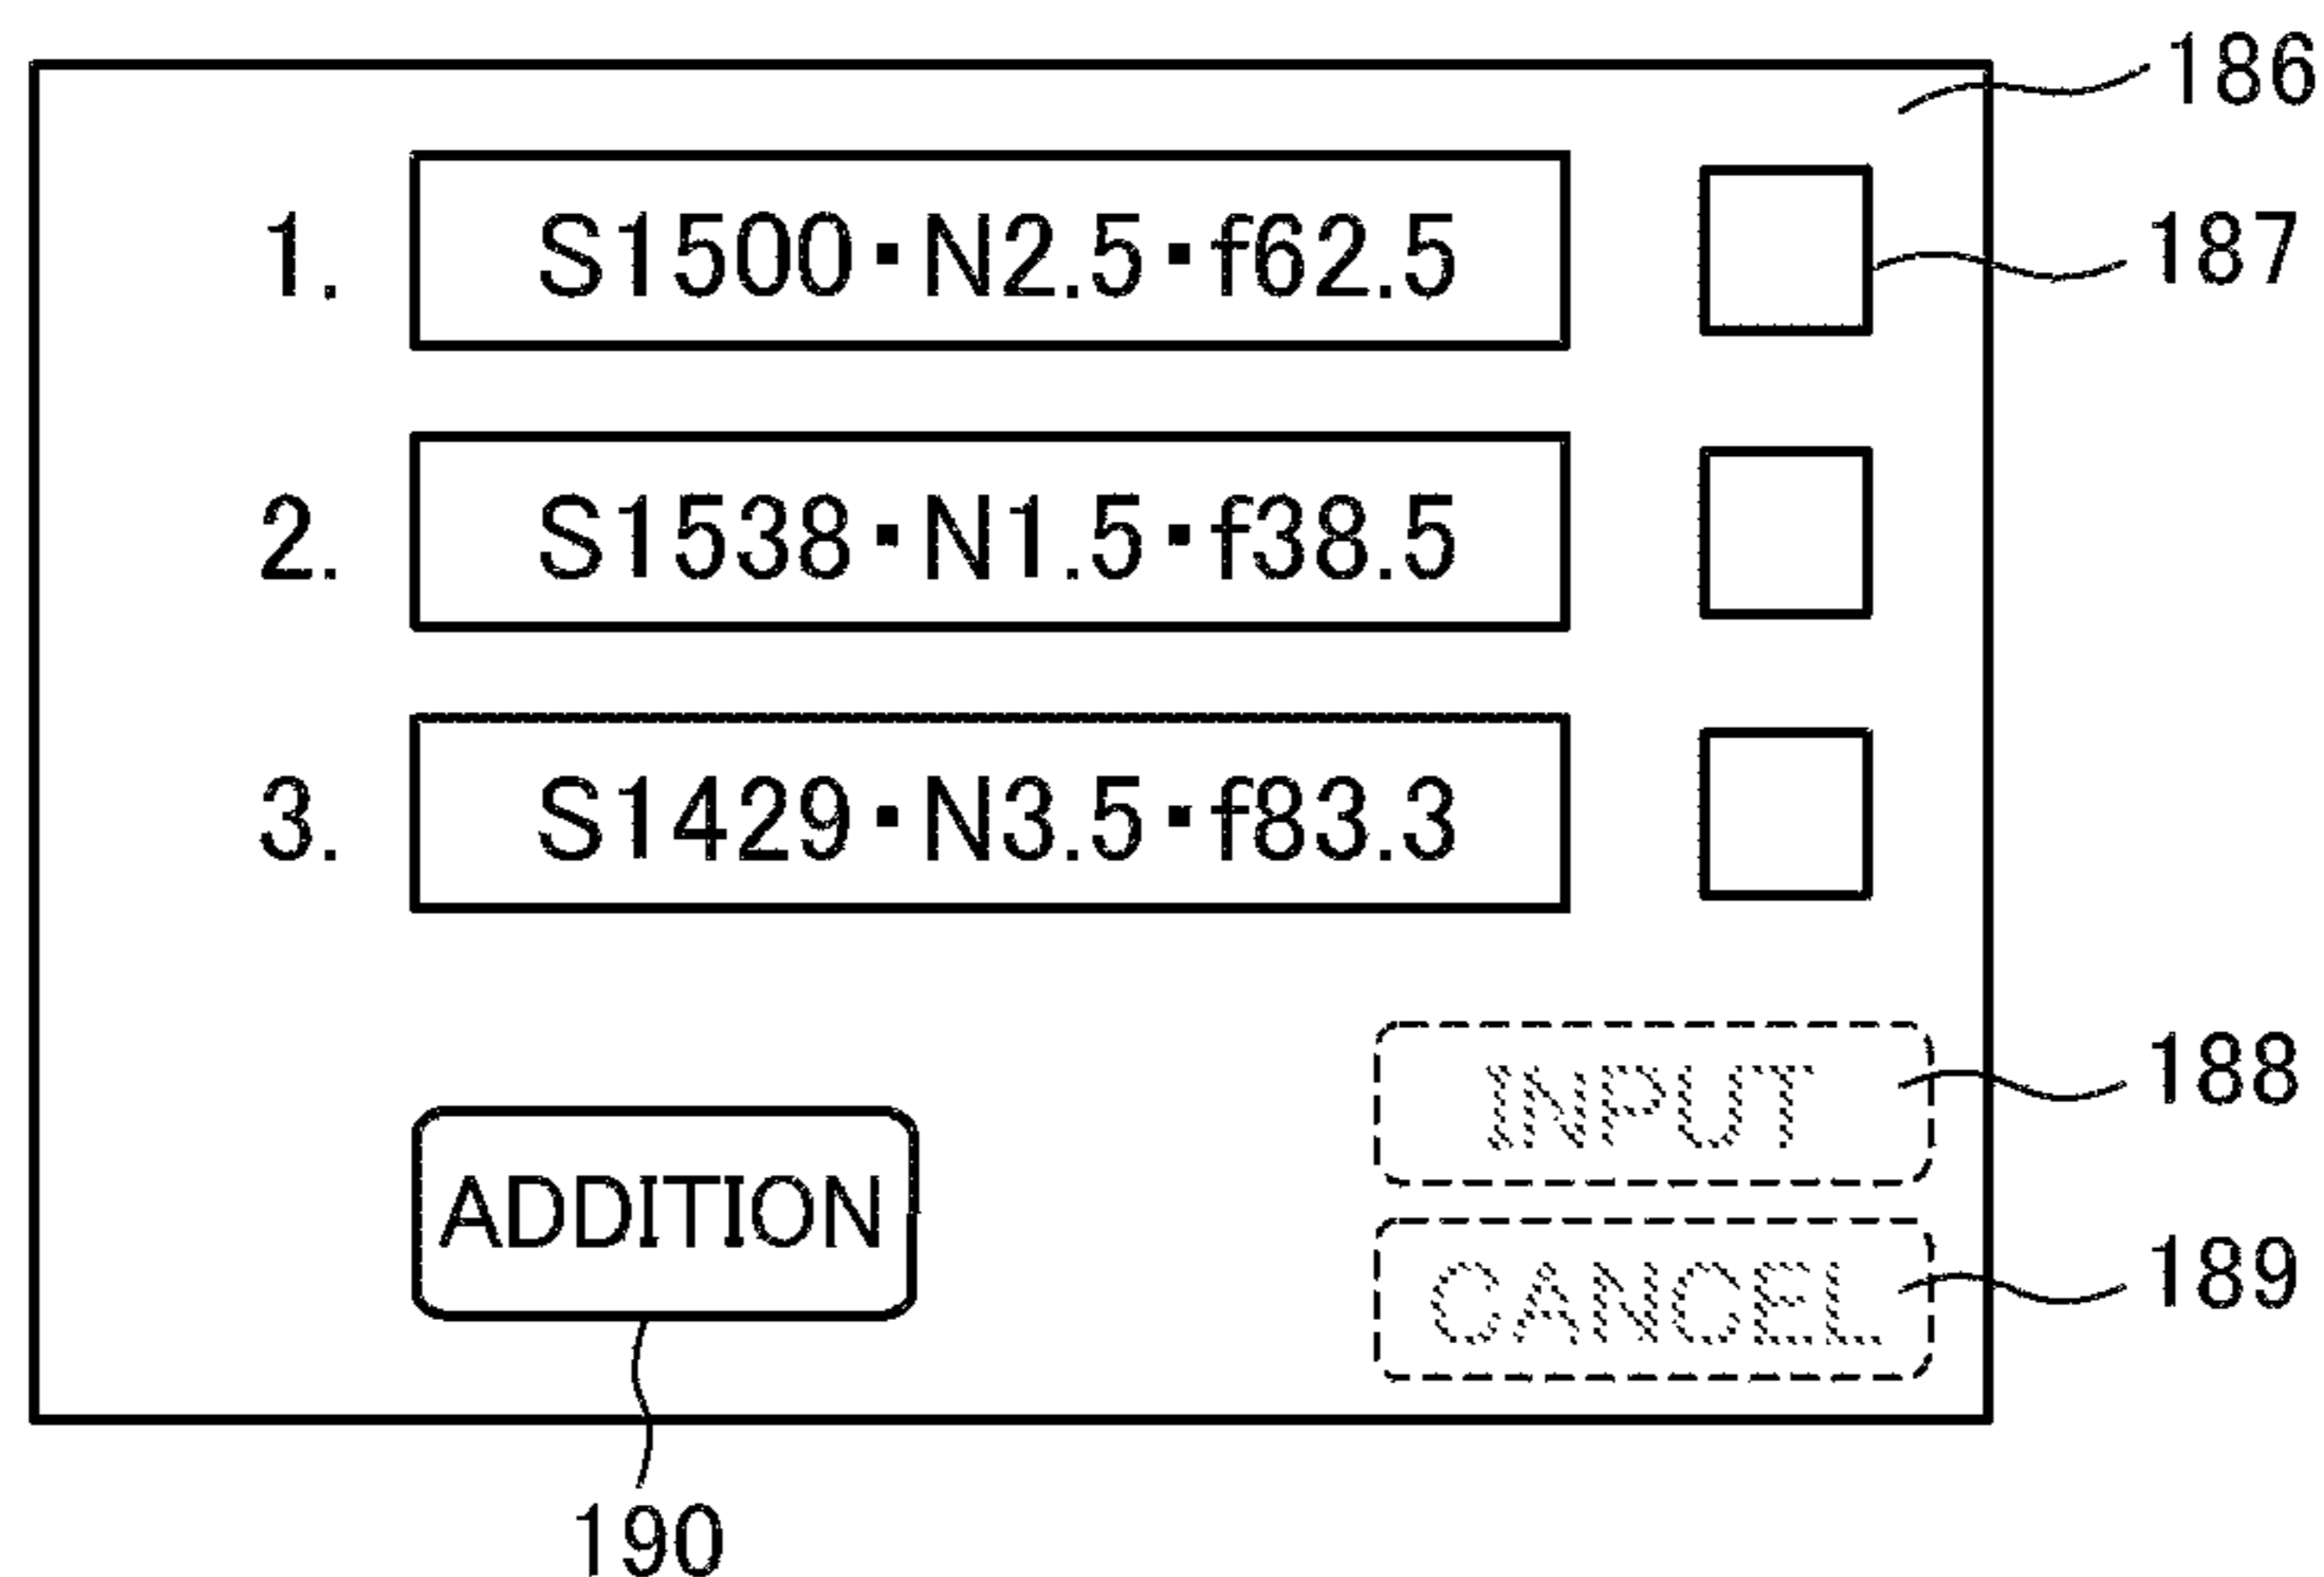 186
1. S1500・N2.5・f62.5
187
2. S1538・N1.5・f38.5
3. S1429・N3.5・f83.3
INPUT
188
ADDITION
CANCEL
189
190